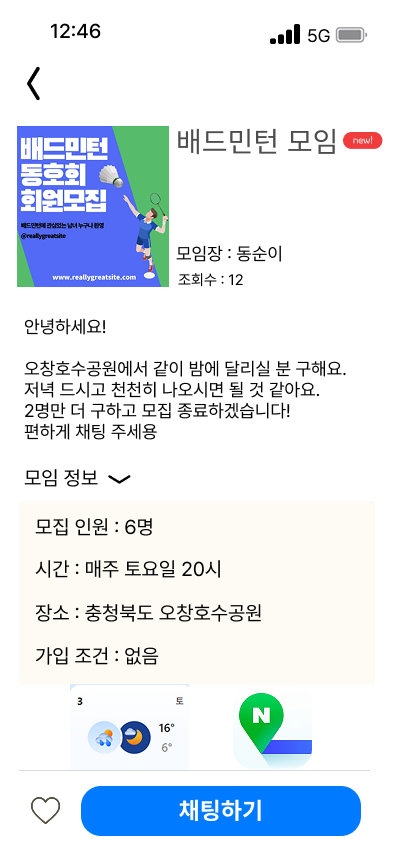 12:46
5G
배드민턴
동호회
회원모집
배드민턴에 관심있는 남녀 누구나 환영
@reallygreatsite
www.reallygreatsite.com
배드민턴 모임
new!
모임장 : 동순이
조회수 : 12
안녕하세요!
오창호수공원에서 같이 밤에 달리실 분 구해요.
저녁 드시고 천천히 나오시면 될 것 같아요.
2명만 더 구하고 모집 종료하겠습니다!
편하게 채팅 주세용
모임 정보
모집 인원 : 6명
시간 : 매주 토요일 20시
장소 : 충청북도 오창호수공원
가입 조건 : 없음
3
토
16°
6°
N
채팅하기